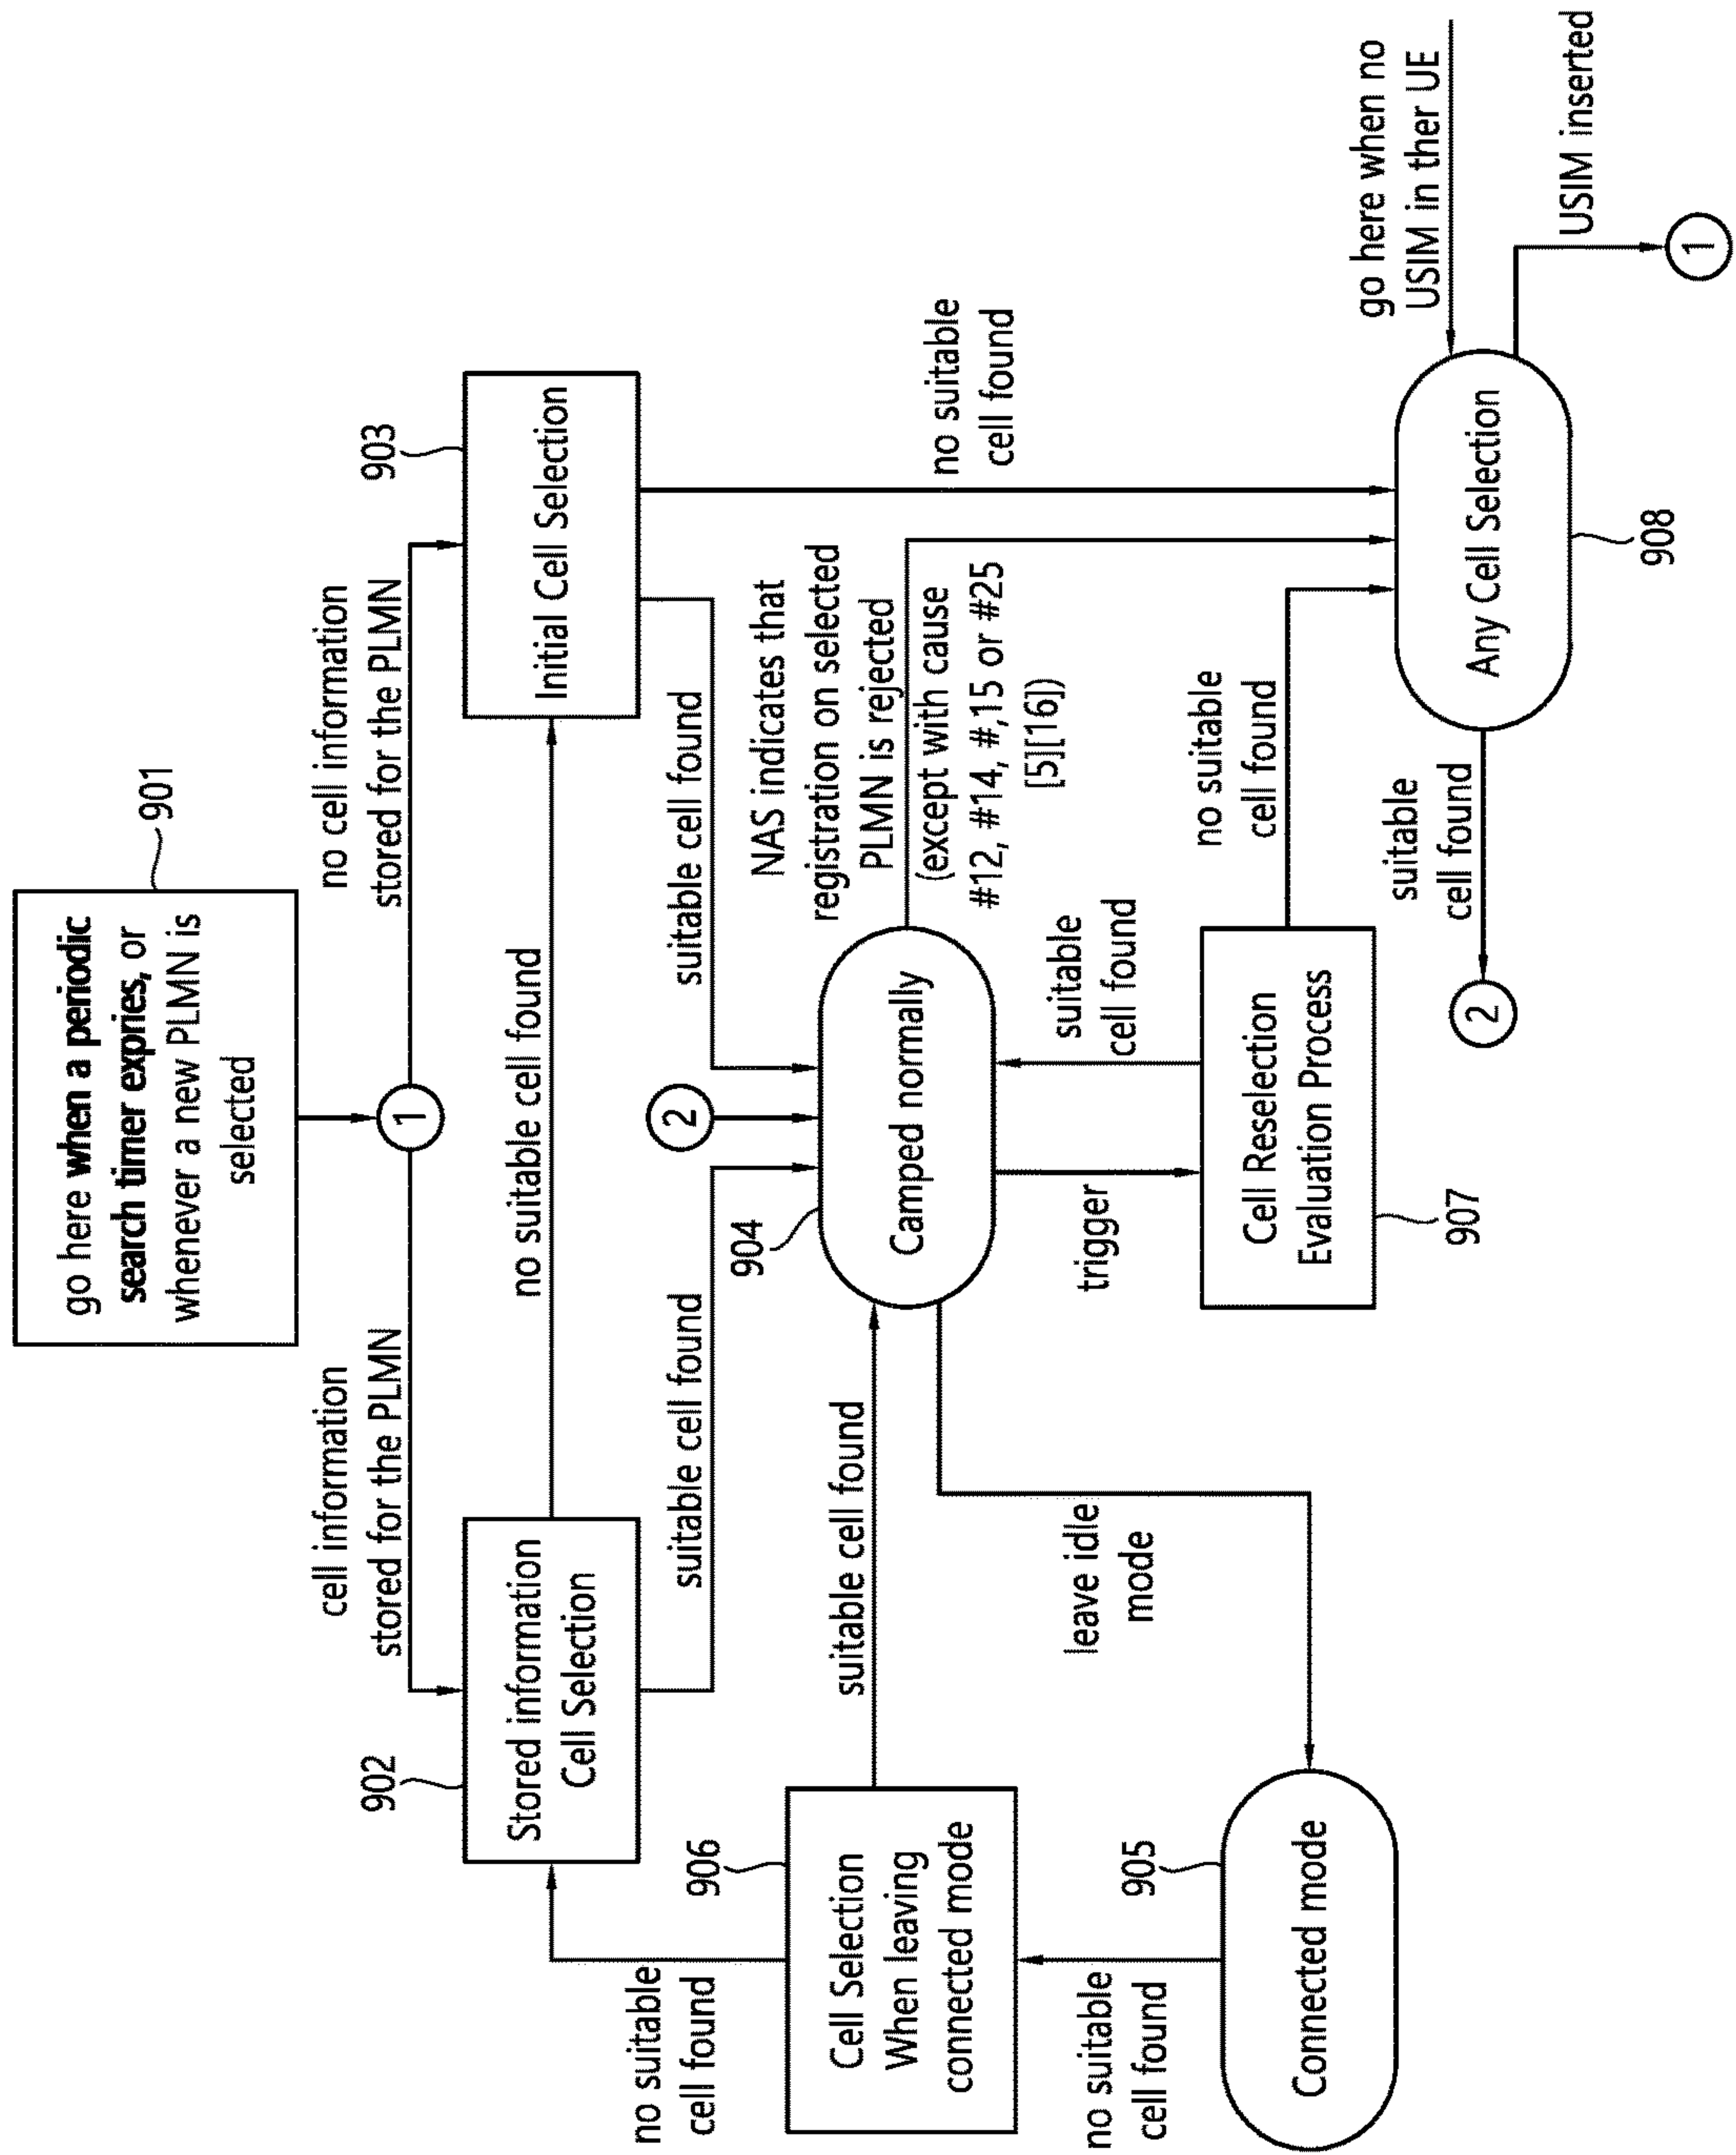 go here when a periodic
search timer expries, or
whenever a new PLMN is
selected
901
1
cell information
stored for the PLMN
no cell information
stored for the PLMN
902
Stored information
Cell Selection
no suitable cell found
903
Initial Cell Selection
suitable cell found
2
suitable cell found
no suitable
cell found
906
Cell Selection
When leaving
connected mode
suitable cell found
904
Camped normally
NAS indicates that
registration on selected
PLMN is rejected
(except with cause
#12, #14, #,15 or #25
[5][16])
no suitable
cell found
leave idle
mode
trigger
suitable
cell found
no suitable
cell found
905
Connected mode
no suitable
cell found
Cell Reselection
Evaluation Process
907
go here when no
USIM in ther UE
Any Cell Selection
908
suitable
cell found
2
USIM inserted
1